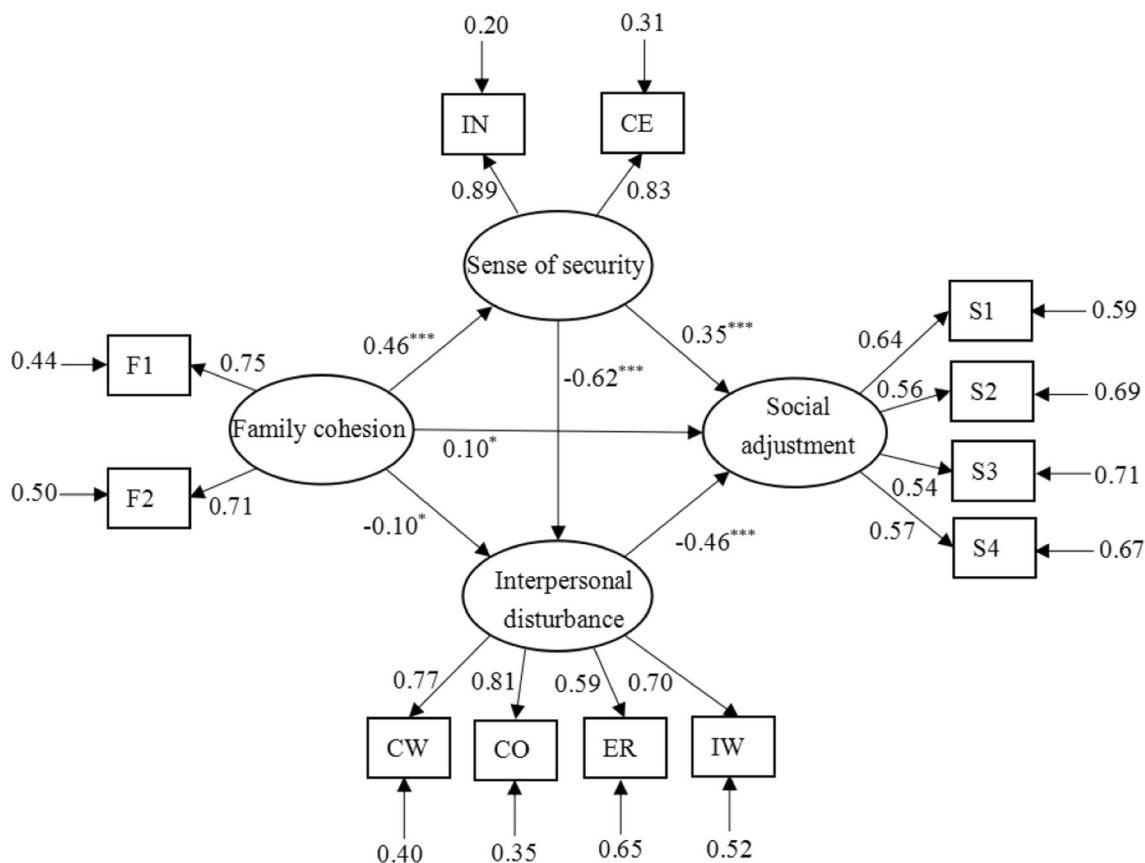 0.20
0.31
IN
CE
0.89
0.83
Sense of security
0.46***
0.35***
-0.62***
0.44
F1
0.75
Family cohesion
0.50
F2
0.71
0.10*
-0.10*
-0.46***
Social
adjustment
0.64
S1
0.59
0.56
S2
0.69
0.54
S3
0.71
0.57
S4
0.67
Interpersonal
disturbance
0.77
0.81
0.59
0.70
CW
CO
ER
IW
0.40
0.35
0.65
0.52